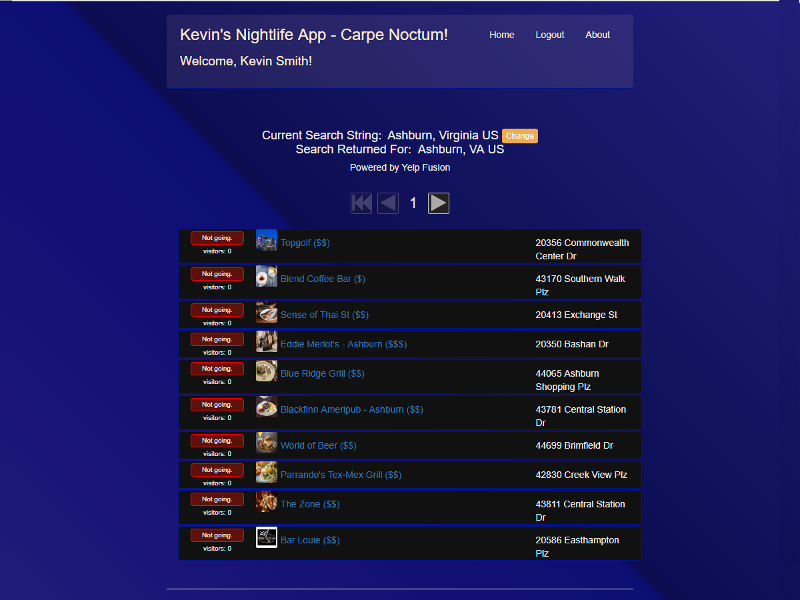 Kevin's Nightlife App - Carpe Noctum!
Home Logout About
Welcome, Kevin Smith!
Current Search String: Ashburn, Virginia US Change
Search Returned For: Ashburn, VA US
Powered by Yelp Fusion
1
Not going. Topgolf ($$) 20356 Commonwealth
visitors: 0 Center Dr
Not going. Blend Coffee Bar ($) 43170 Southern Walk
visitors: 0 Plz
Not going. Sense of Thai St ($$) 20413 Exchange St
visitors: 0
Not going. Eddie Merlot's - Ashburn ($$$) 20350 Bashan Dr
visitors: 0
Not going. Blue Ridge Grill ($$) 44065 Ashburn
visitors: 0 Shopping Plz
Not going. Blackfinn Ameripub - Ashburn ($$) 43781 Central Station
visitors: 0 Dr
Not going. World of Beer ($$) 44699 Brimfield Dr
visitors: 0
Not going. Parrando's Tex-Mex Grill ($$) 42830 Creek View Plz
visitors: 0
Not going. The Zone ($$) 43811 Central Station
visitors: 0 Dr
Not going. Bar Louie ($$) 20586 Easthampton
visitors: 0 Plz